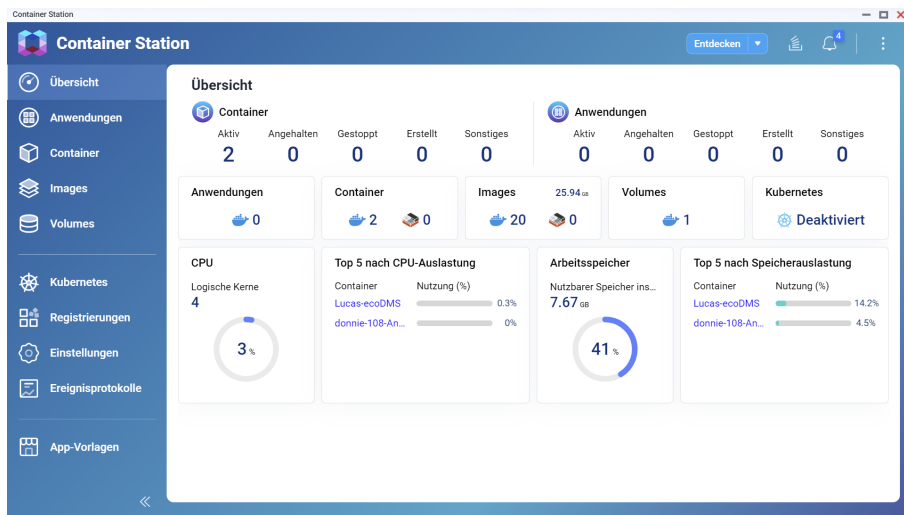 Container Station
Container Station
Entdecken
4
Übersicht
Anwendungen
Container
Images
Volumes
Kubernetes
Registrierungen
Einstellungen
Ereignisprotokolle
App-Vorlagen
Übersicht
Container
Aktiv Angehalten Gestoppt Erstellt Sonstiges
2 0 0 0 0
Anwendungen
Aktiv Angehalten Gestoppt Erstellt Sonstiges
0 0 0 0 0
Anwendungen
0
Container
2 0
Images 25.94 GB
20 0
Volumes
1
Kubernetes
Deaktiviert
CPU
Logische Kerne
4
3 %
Top 5 nach CPU-Auslastung
Container Nutzung (%)
Lucas-ecoDMS 0.3%
donnie-108-An... 0%
Arbeitsspeicher
Nutzbarer Speicher ins...
7.67 GB
41 %
Top 5 nach Speicherauslastung
Container Nutzung (%)
Lucas-ecoDMS 14.2%
donnie-108-An... 4.5%